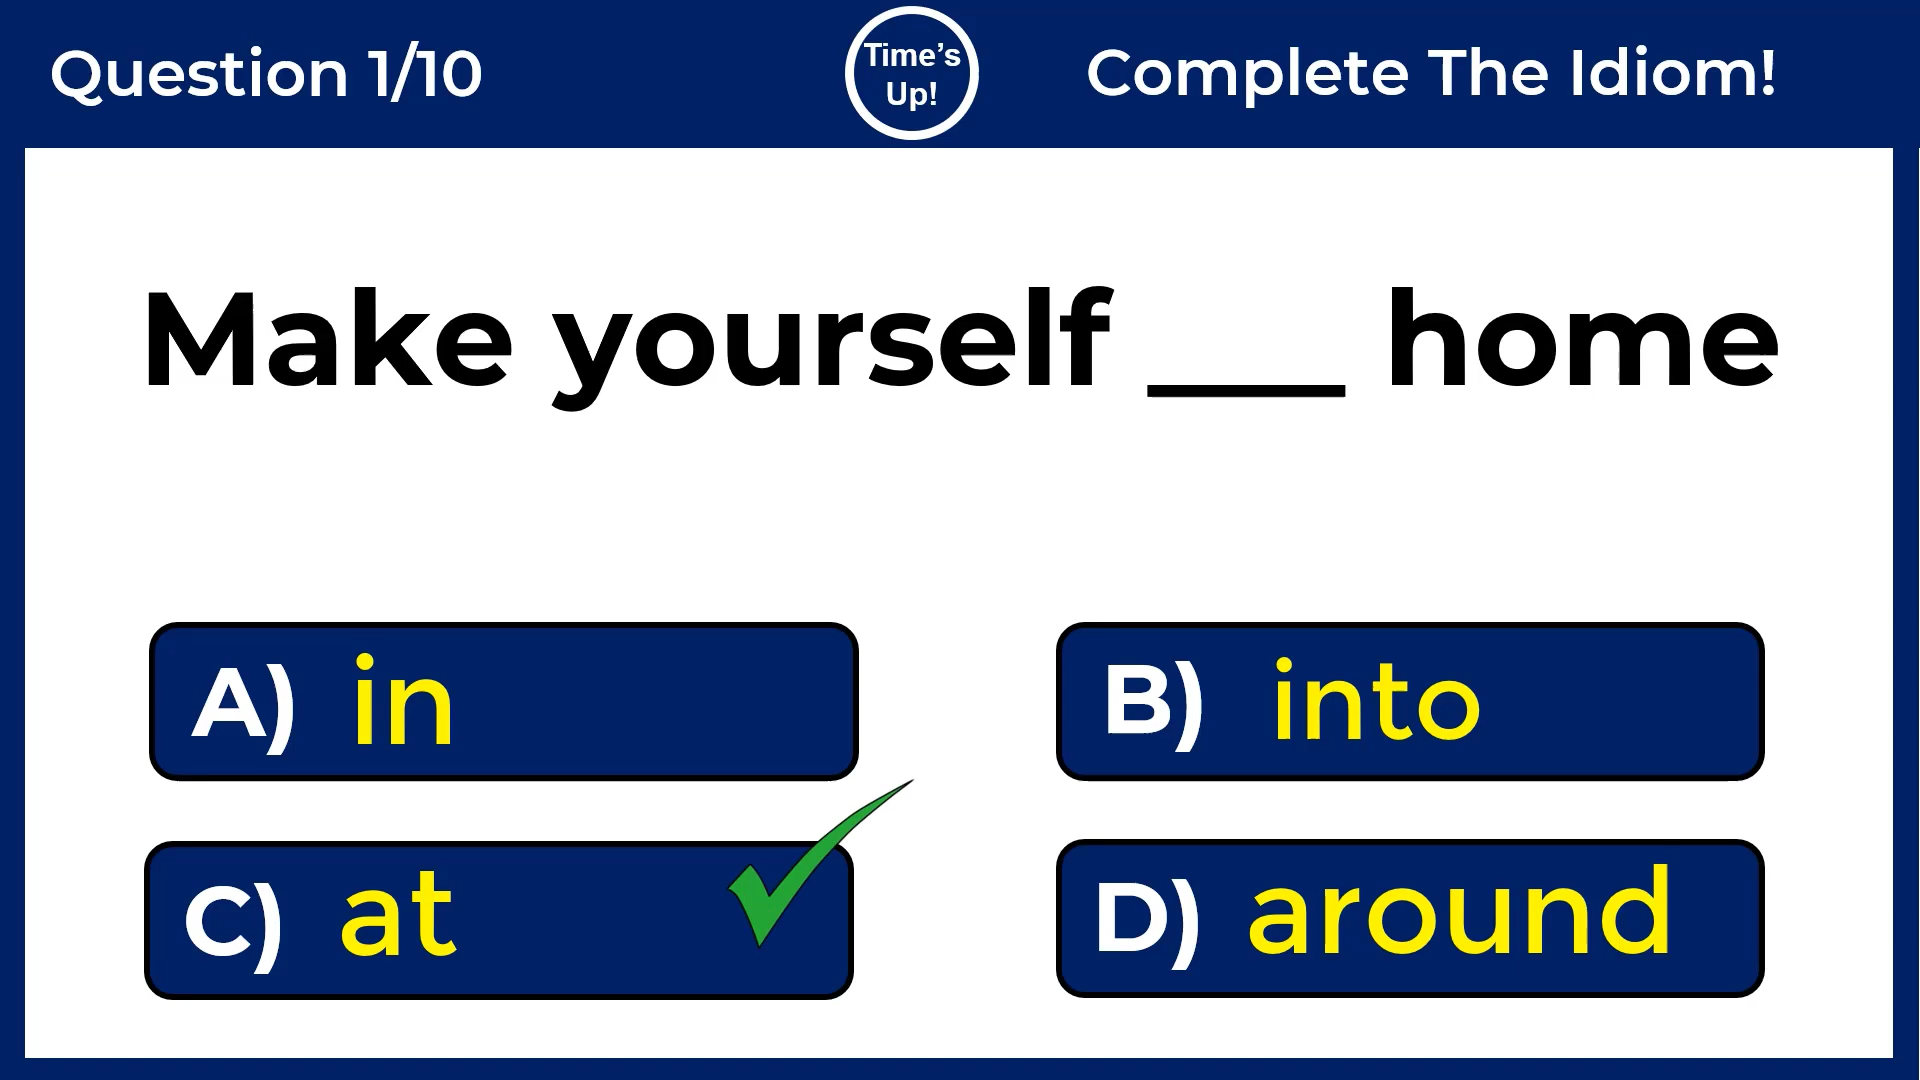 Question 1/10
Time's
Up!
Complete The Idiom!
Make yourself ___ home
A) in
B) into
C) at
D) around